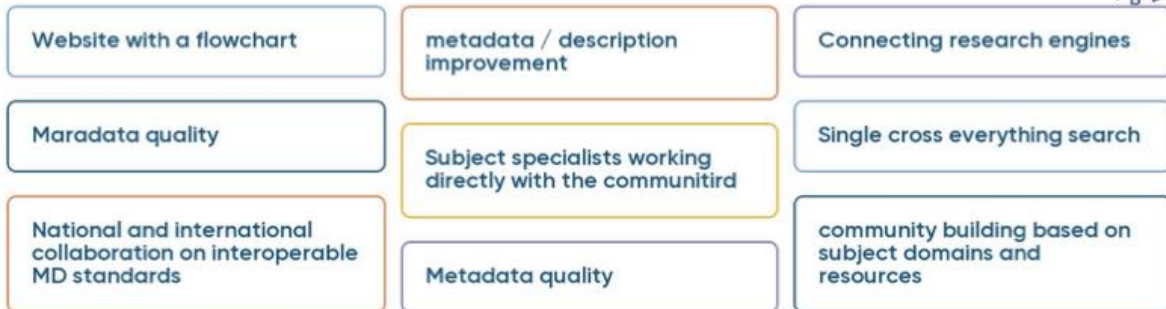 Website with a flowchart
Maradata quality
National and international
collaboration on interoperable
MD standards
metadata / description
improvement
Subject specialists working
directly with the communitird
Metadata quality
Connecting research engines
Single cross everything search
community building based on
subject domains and
resources